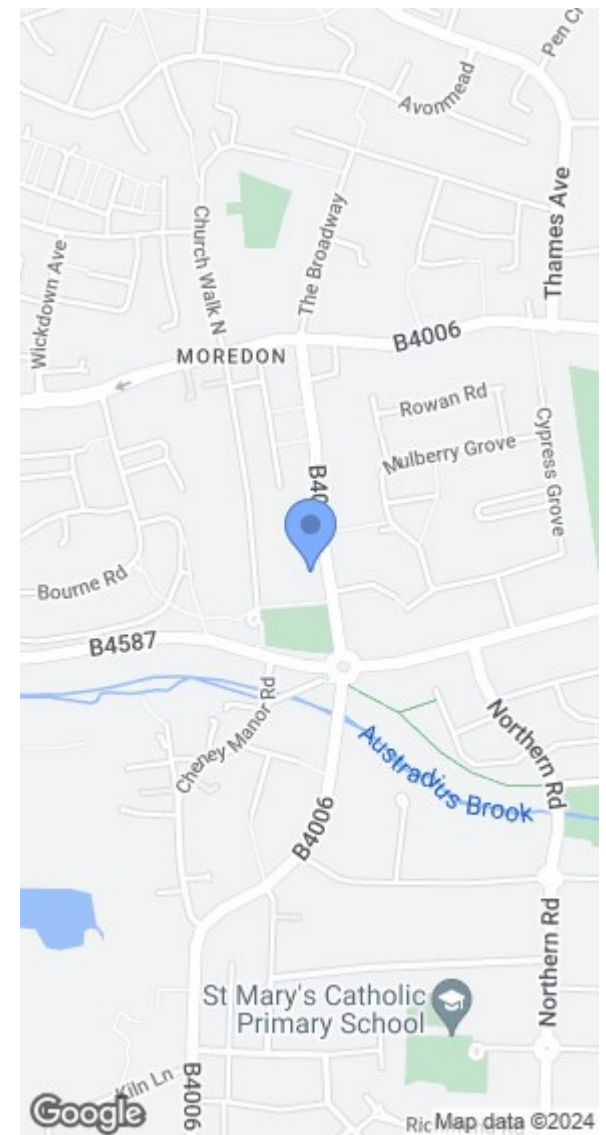 Pen C
Avonmead
Thames Ave
Church Walk N
The Broadway
Wickdown Ave
B4006
MOREDON
Rowan Rd
Mulberry Grove
Cypress Grove
B40
Bourne Rd
B4587
Cheney Manor Rd
Northern Rd
Austradivus Brook
B4006
Northern Rd
St Mary's Catholic
Primary School
Kiln Ln
B4006
Google
Ric
Map data ©2024